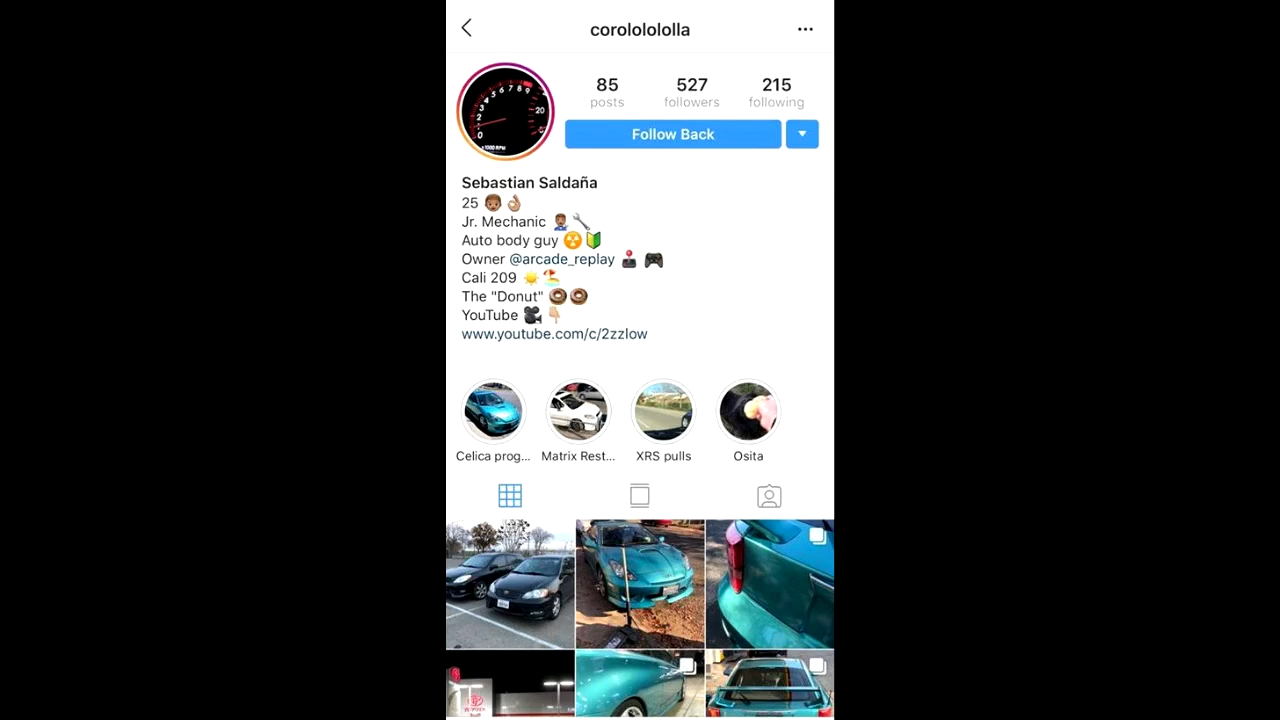 corololololla
85
527
215
posts
followers
following
Follow Back
Sebastian Saldaña
25
Jr. Mechanic
Auto body guy
Owner @arcade_replay
Cali 209
The "Donut"
YouTube
www.youtube.com/c/2zzlow
Celica prog...
Matrix Rest...
XRS pulls
Osita